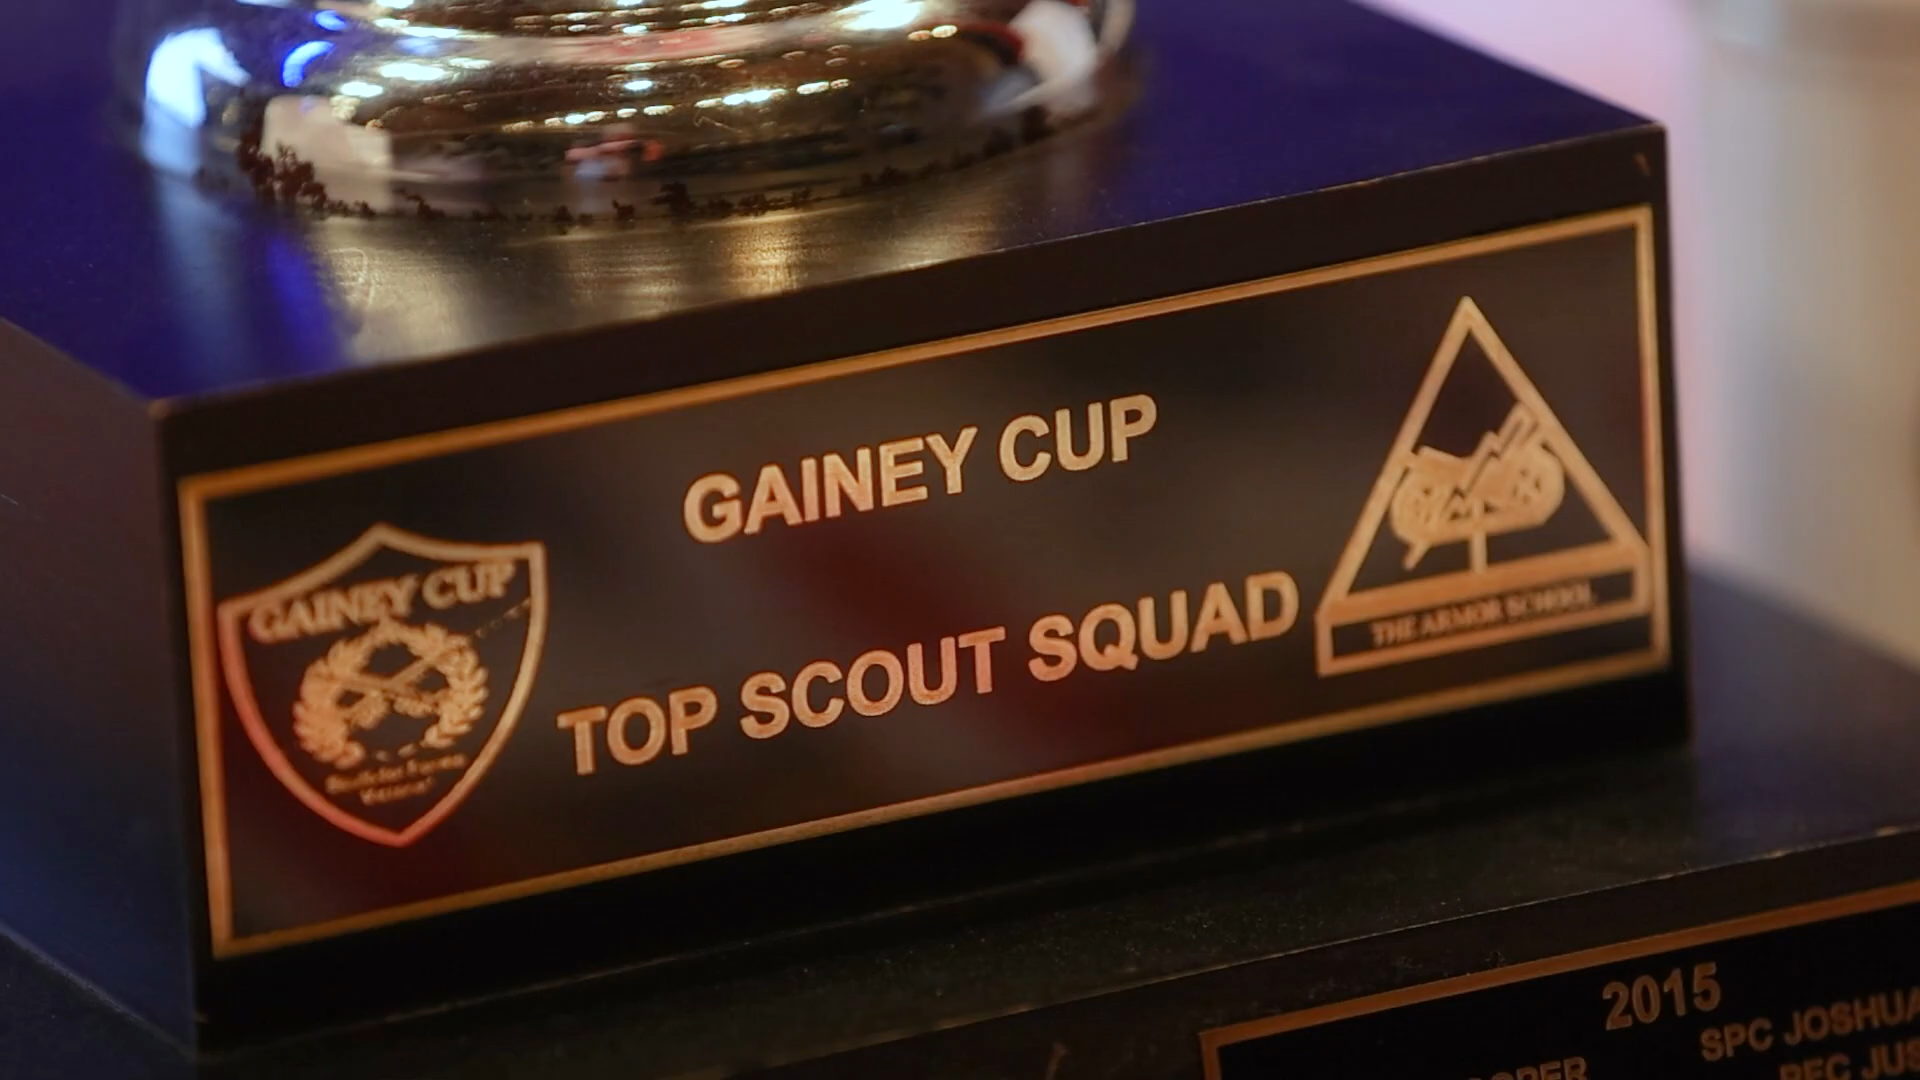 GAINEY CUP
TOP SCOUT SQUAD
GAINEY CUP
THE ARMOR SCHOOL
2015
SPC JOSHUA